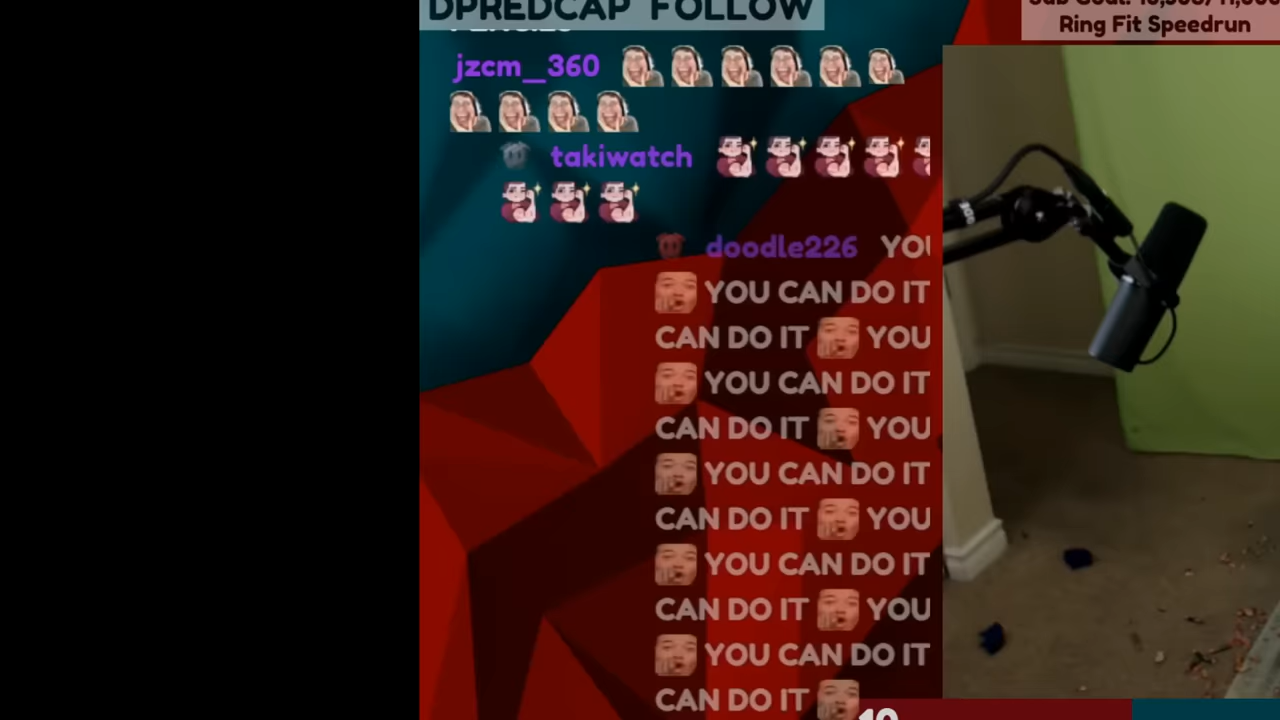 DPREDCAP FOLLOW
Ring Fit Speedrun
jzcm_360
takiwatch
doodle226 YOU
YOU CAN DO IT
CAN DO IT YOU
YOU CAN DO IT
CAN DO IT YOU
YOU CAN DO IT
CAN DO IT YOU
YOU CAN DO IT
CAN DO IT YOU
YOU CAN DO IT
CAN DO IT